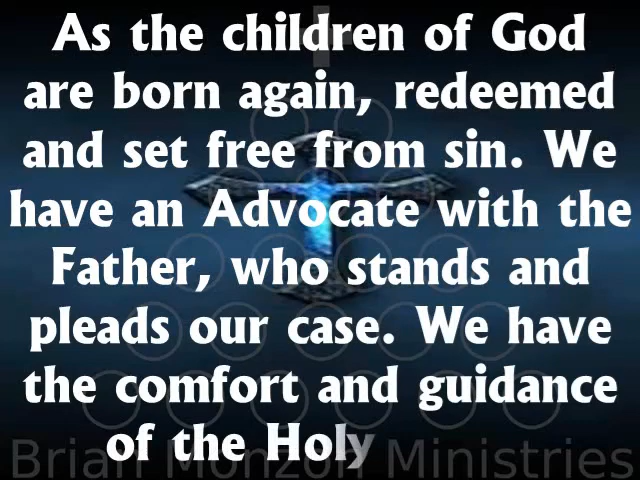 As the children of God
are born again, redeemed
and set free from sin. We
have an Advocate with the
Father, who stands and
pleads our case. We have
the comfort and guidance
of the Holy
Brian Monzon Ministries